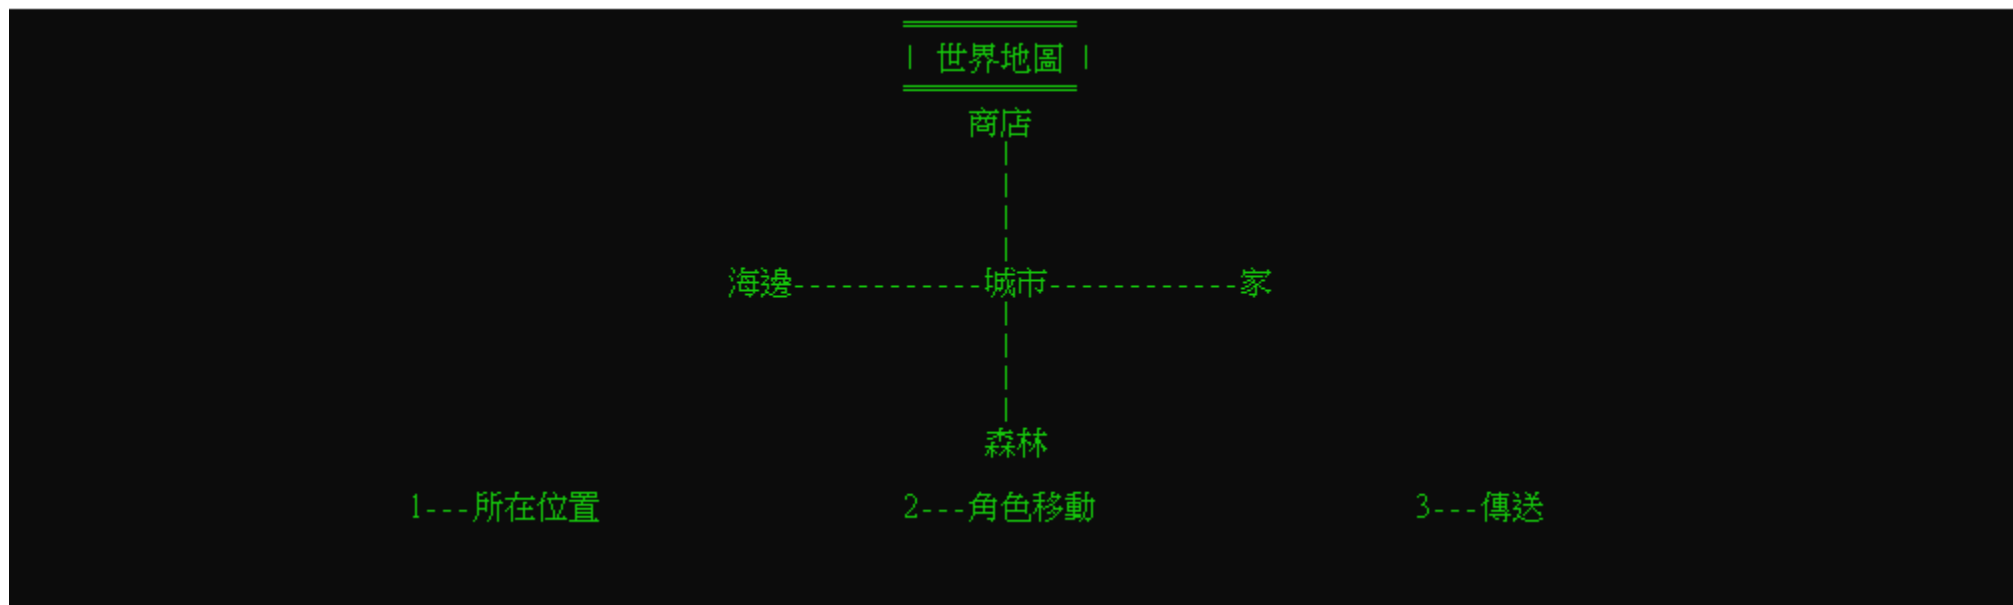 ===========
| 世界地圖 |
===========
商店
|
|
|
|
海邊------------城市------------家
|
|
|
|
森林
1---所在位置 2---角色移動 3---傳送